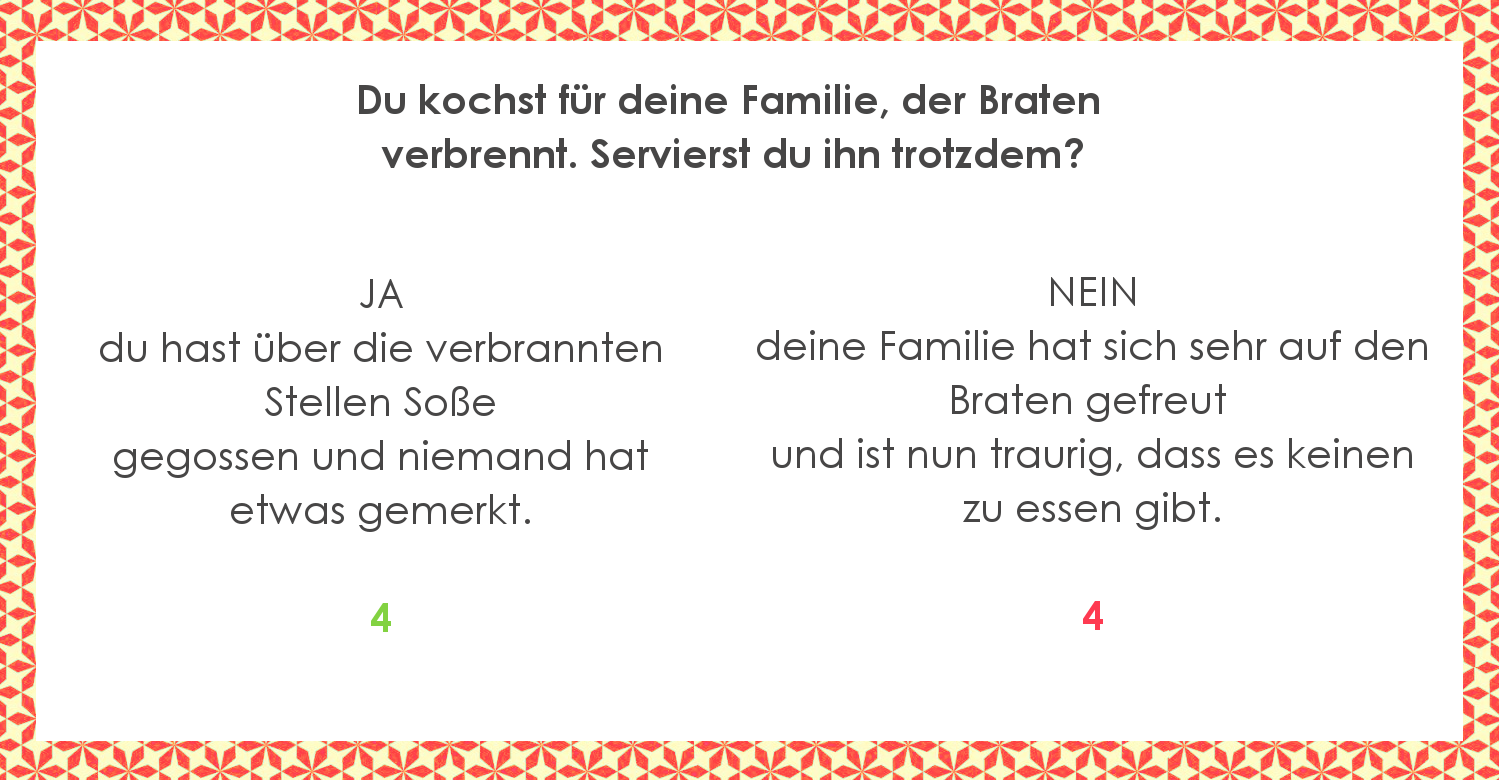 Du kochst für deine Familie, der Braten
verbrennt. Servierst du ihn trotzdem?
JA
du hast über die verbrannten
Stellen Soße
gegossen und niemand hat
etwas gemerkt.
4
NEIN
deine Familie hat sich sehr auf den
Braten gefreut
und ist nun traurig, dass es keinen
zu essen gibt.
4